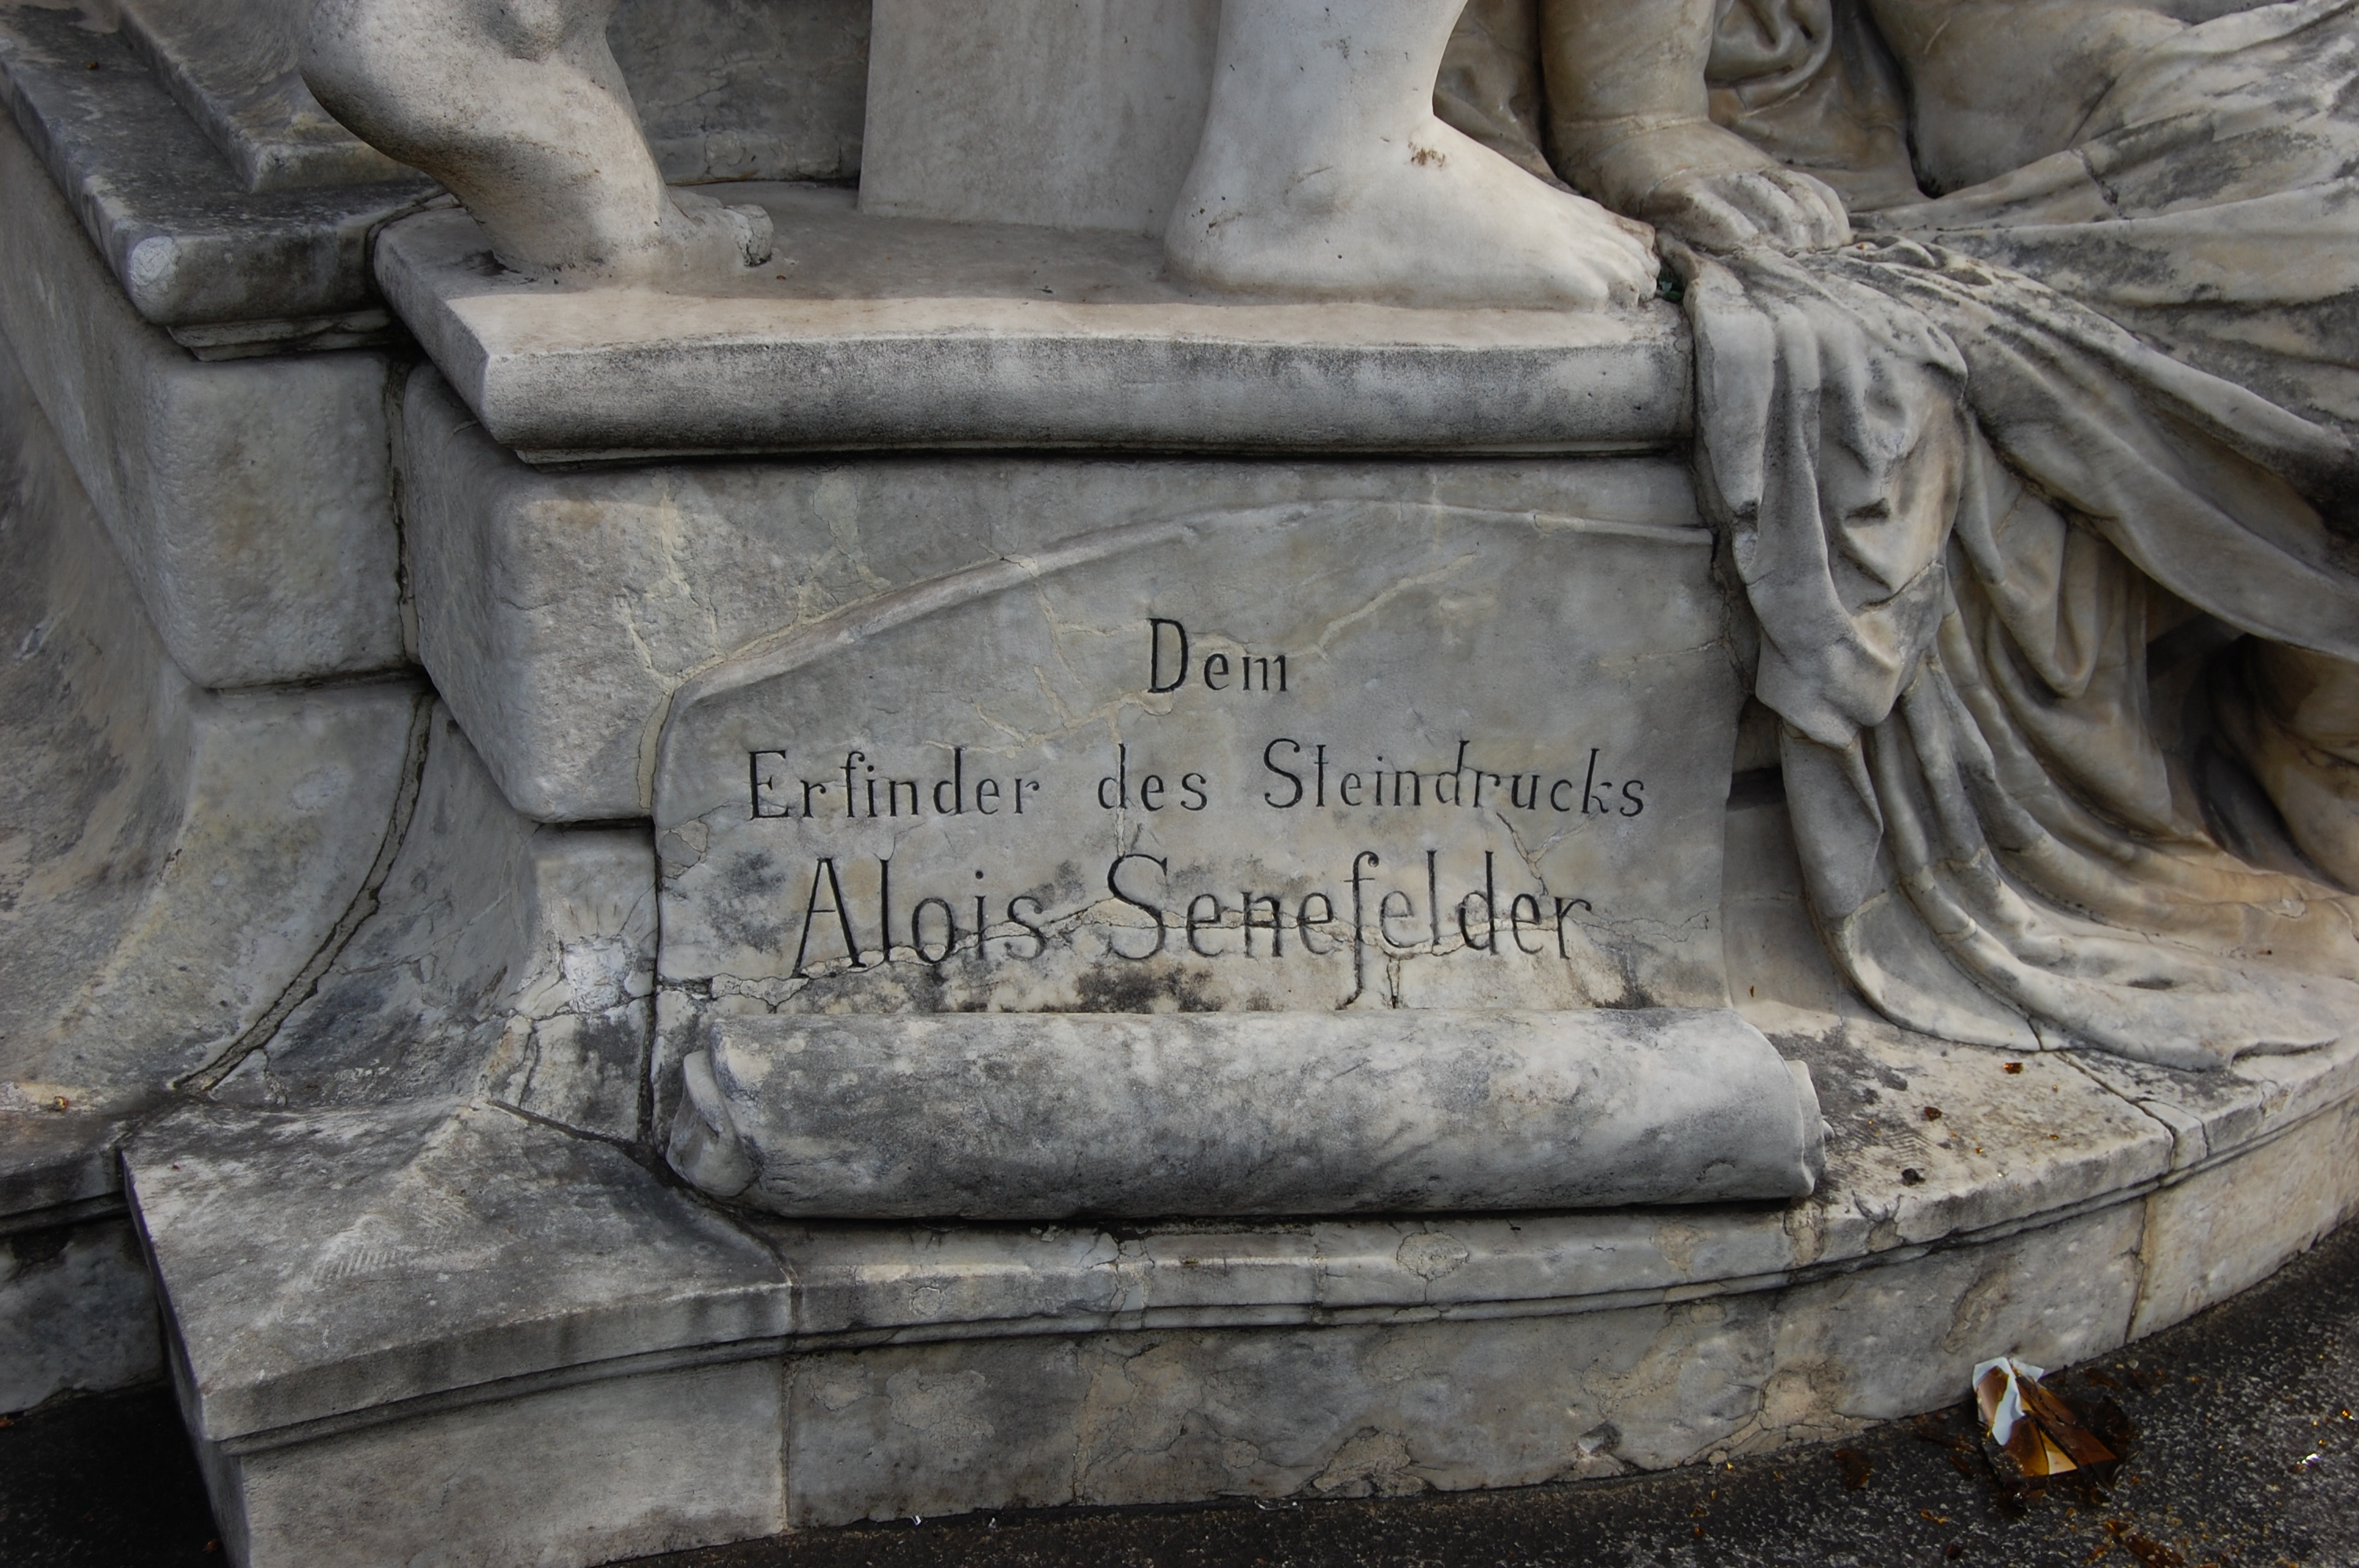 Dem
Erfinder des Steindrucks
Alois Senefelder